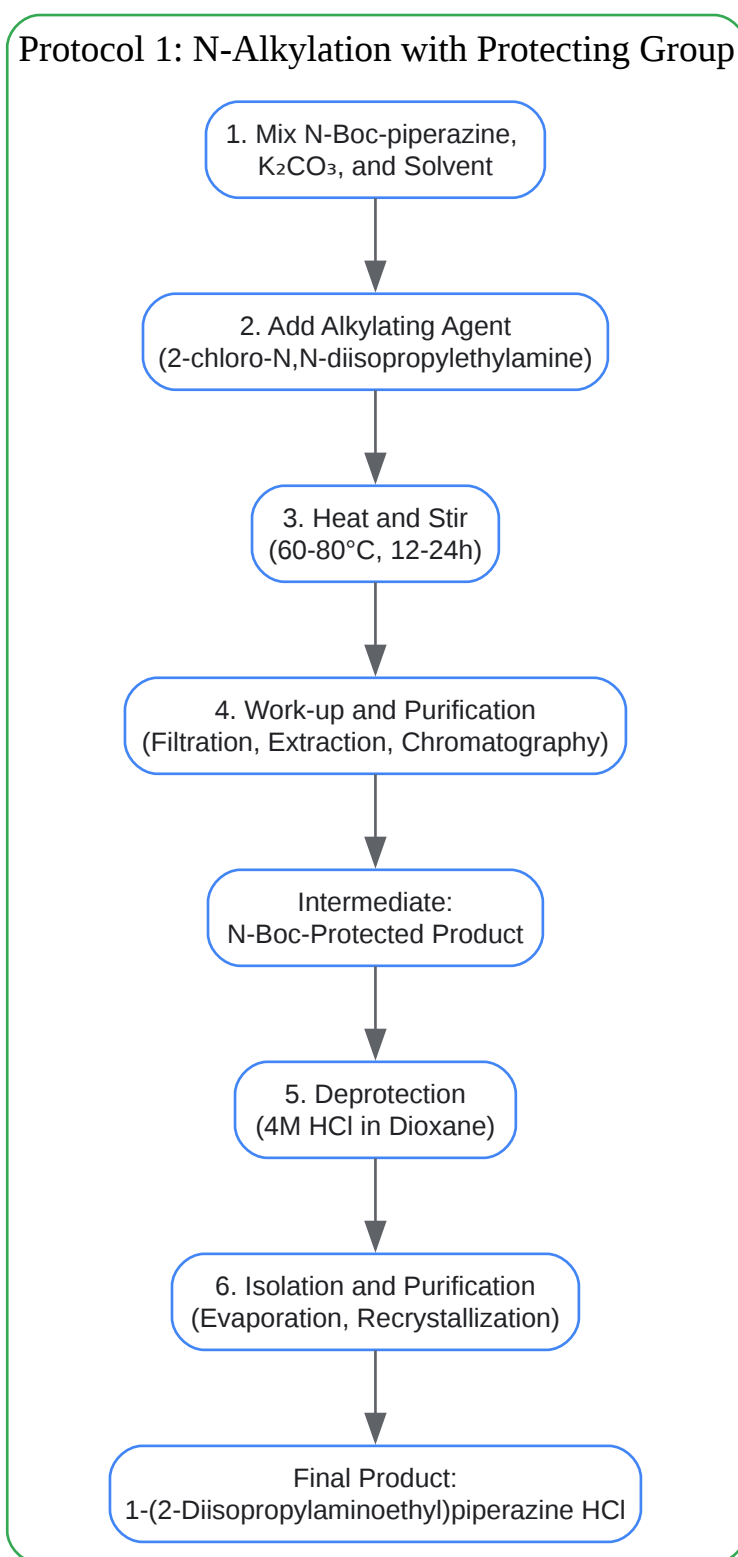 Protocol 1: N-Alkylation with Protecting Group
1. Mix N-Boc-piperazine,
K₂CO₃, and Solvent
2. Add Alkylating Agent
(2-chloro-N,N-diisopropylethylamine)
3. Heat and Stir
(60-80°C, 12-24h)
4. Work-up and Purification
(Filtration, Extraction, Chromatography)
Intermediate:
N-Boc-Protected Product
5. Deprotection
(4M HCl in Dioxane)
6. Isolation and Purification
(Evaporation, Recrystallization)
Final Product:
1-(2-Diisopropylaminoethyl)piperazine HCl